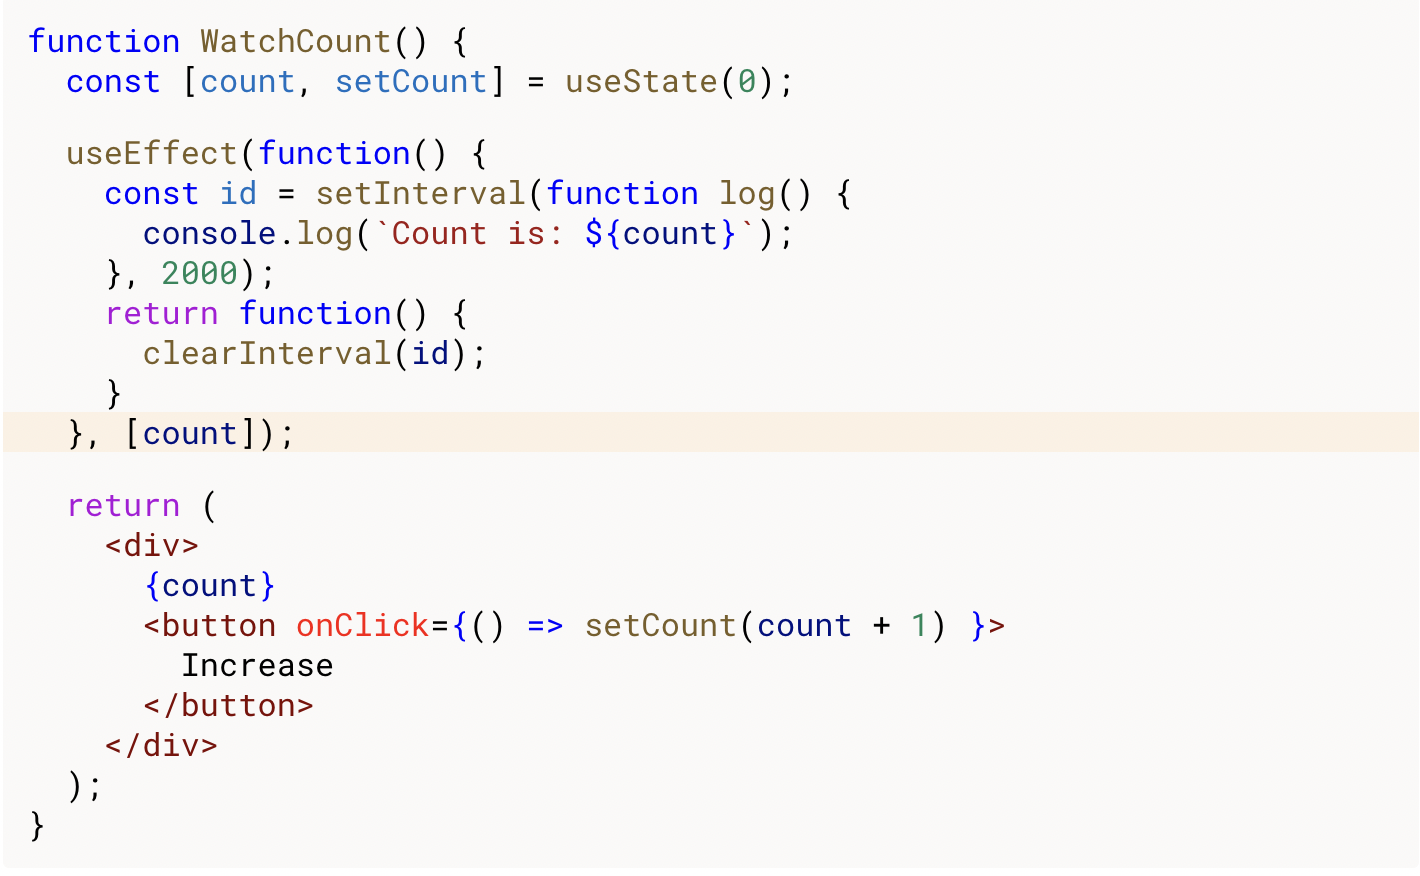 function WatchCount() {
  const [count, setCount] = useState(0);

  useEffect(function() {
    const id = setInterval(function log() {
      console.log(`Count is: ${count}`);
    }, 2000);
    return function() {
      clearInterval(id);
    }
  }, [count]);

  return (
    <div>
      {count}
      <button onClick={() => setCount(count + 1) }>
        Increase
      </button>
    </div>
  );
}